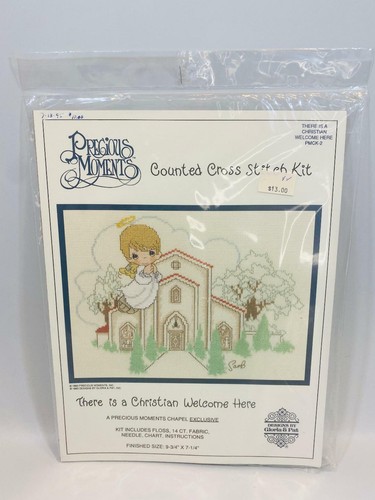 THERE IS A
CHRISTIAN
WELCOME HERE
PMCK-2
PRECIOUS
MOMENTS
Counted Cross Stitch Kit
$13.00
There is a Christian Welcome Here
A PRECIOUS MOMENTS CHAPEL EXCLUSIVE
KIT INCLUDES FLOSS, 14 CT. FABRIC,
NEEDLE, CHART, INSTRUCTIONS
FINISHED SIZE: 9-3/4" X 7-1/4"
DESIGNS BY
Gloria & Pat